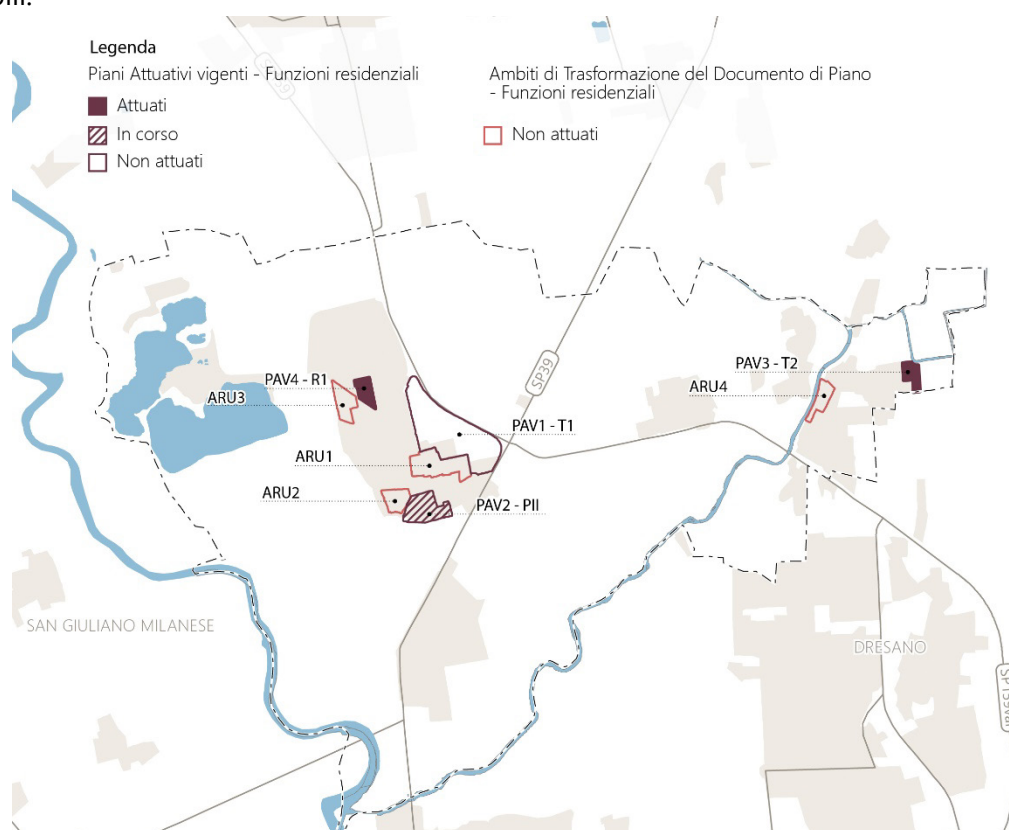 Legenda
Piani Attuativi vigenti - Funzioni residenziali
Attuati
In corso
Non attuati
Ambiti di Trasformazione del Documento di Piano
- Funzioni residenziali
Non attuati
SP39
SP39
PAV4 - R1
ARU3
PAV3 - T2
ARU4
PAV1 - T1
ARU1
ARU2
PAV2 - PII
SAN GIULIANO MILANESE
DRESANO